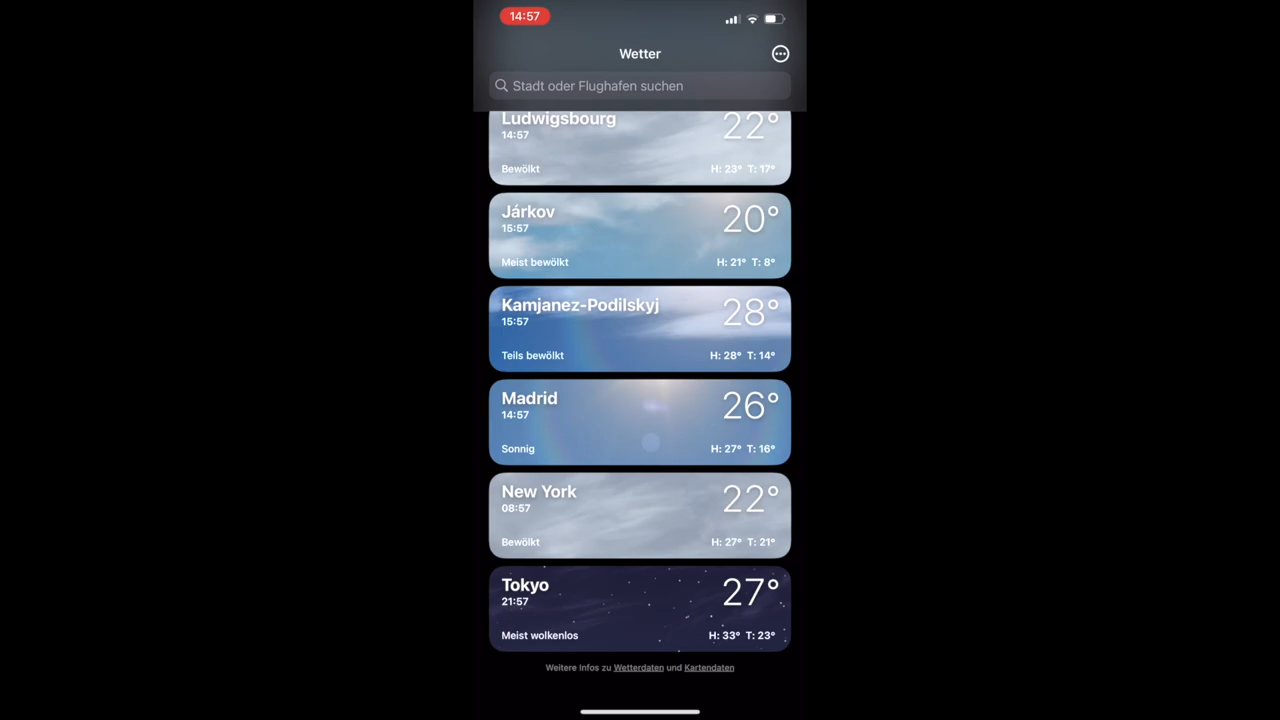 14:57
Wetter
Stadt oder Flughafen suchen
Ludwigsbourg 22°
14:57
Bewölkt H: 23° T: 17°
Járkov 20°
15:57
Meist bewölkt H: 21° T: 8°
Kamjanez-Podilskyj 28°
15:57
Teils bewölkt H: 28° T: 14°
Madrid 26°
14:57
Sonnig H: 27° T: 16°
New York 22°
08:57
Bewölkt H: 27° T: 21°
Tokyo 27°
21:57
Meist wolkenlos H: 33° T: 23°
Weitere Infos zu Wetterdaten und Kartendaten